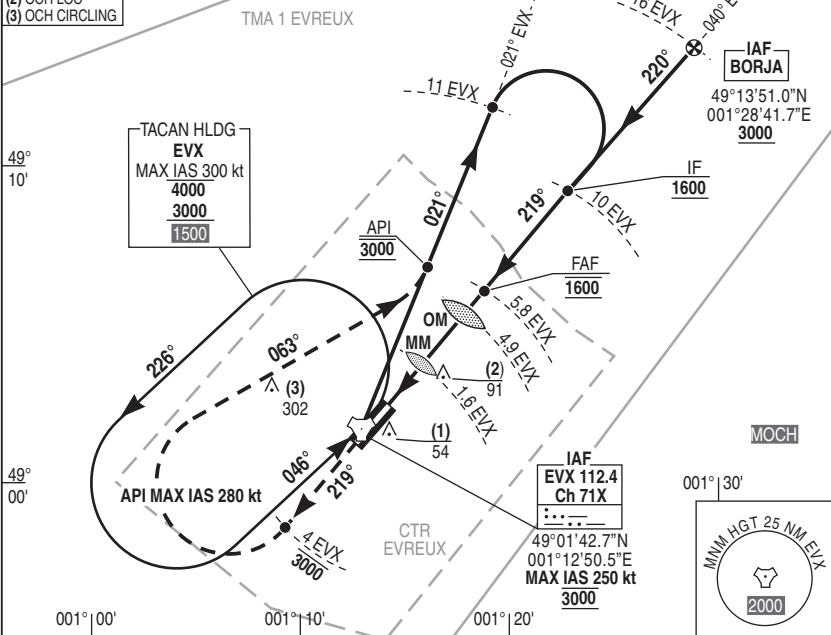 (3) OCH CIRCLING
TMA 1 EVREUX
16 EVX
040° E
021° EVX
11 EVX
220°
IAF
BORJA
49°13'51.0"N
001°28'41.7"E
3000
TACAN HLDG
EVX
MAX IAS 300 kt
4000
3000
1500
49°
10'
IF
1600
10 EVX
219°
021°
API
3000
FAF
1600
5.8 EVX
OM
4.9 EVX
MM
1.6 EVX
226°
063°
(3)
302
(2)
91
(1)
54
MOCH
046°
219°
49°
00'
API MAX IAS 280 kt
4 EVX
3000
CTR
EVREUX
IAF
EVX 112.4
Ch 71X
49°01'42.7"N
001°12'50.5"E
MAX IAS 250 kt
3000
001° 30'
MNM HGT 25 NM EVX
2000
001° 00'
001° 10'
001° 20'